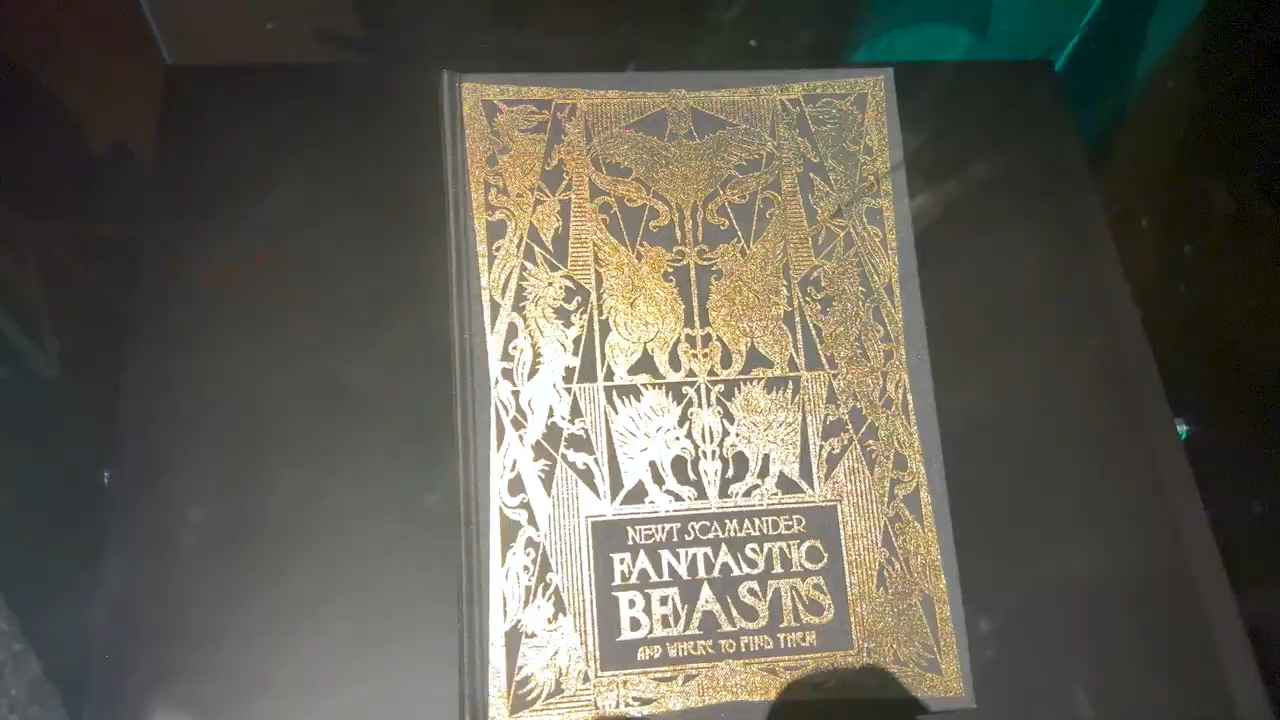 NEWT SCAMANDER
FANTASTIC
BEASTS
AND WHERE TO FIND THEM